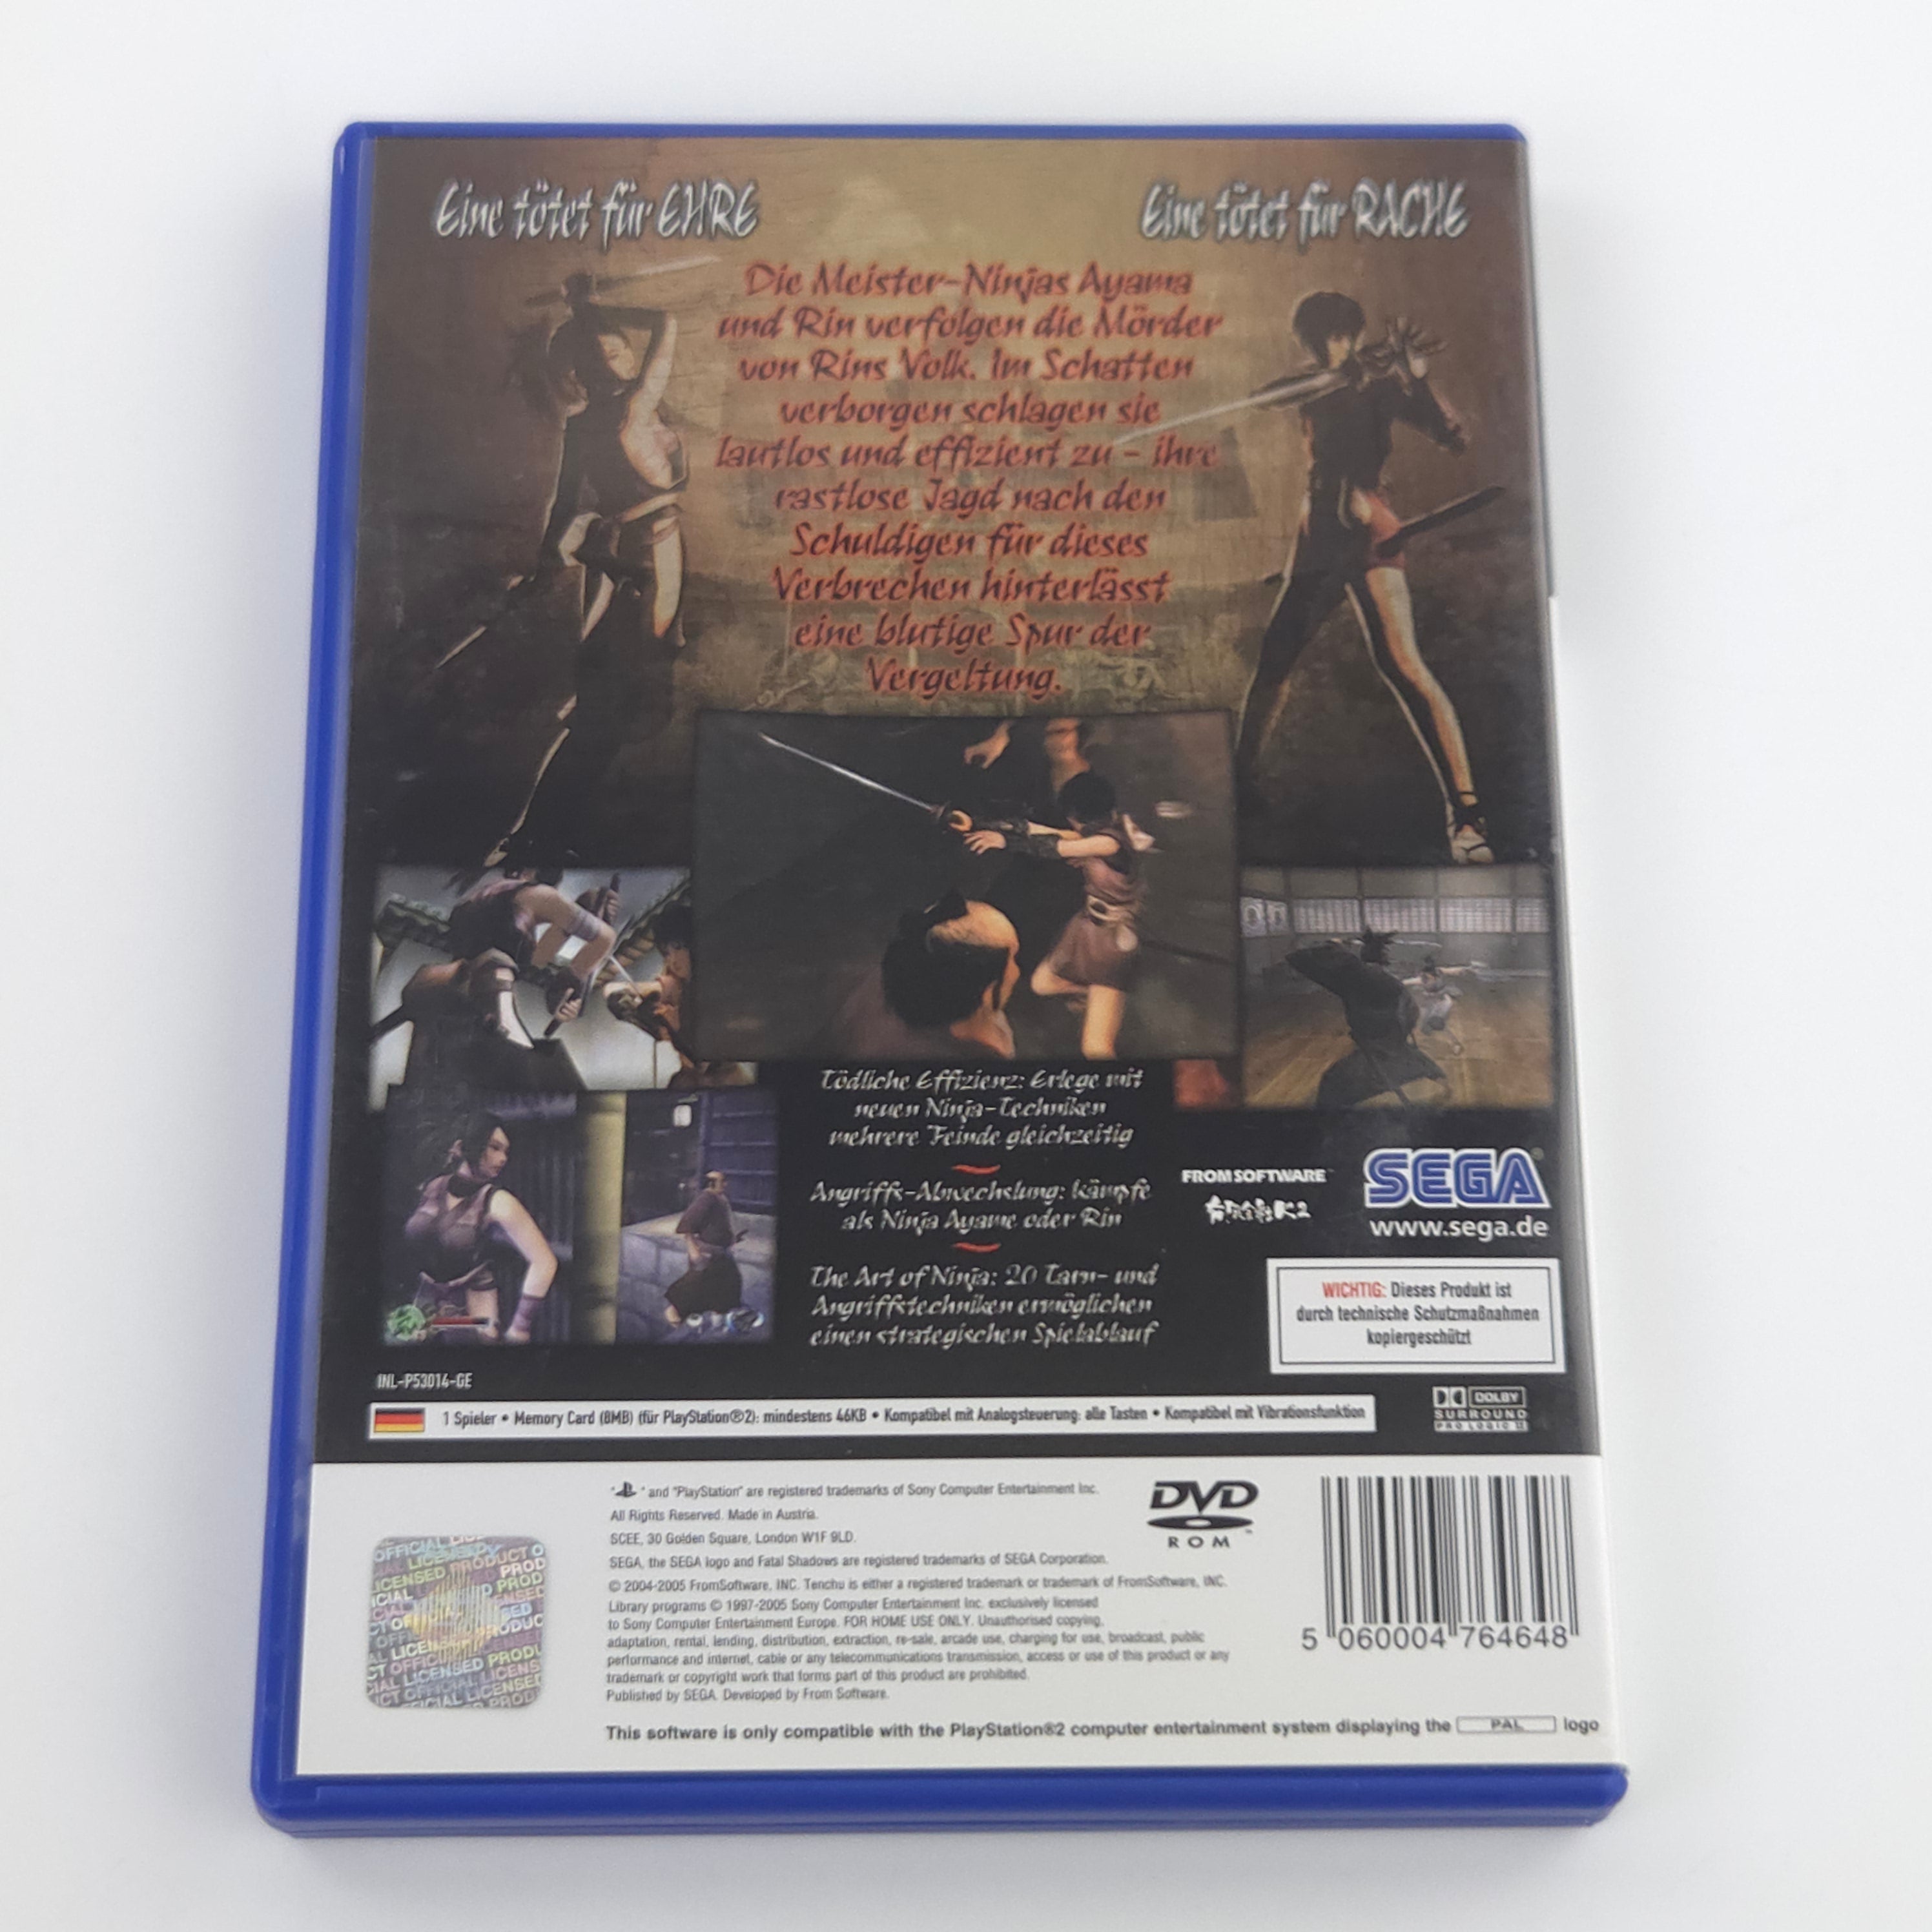 Eine tötet für EHRE
Eine tötet für RACHE
Die Meister-Ninjas Ayama
und Rin verfolgen die Mörder
von Rins Volk. Im Schatten
verborgen schlagen sie
lautlos und effizient zu - ihre
rastlose Jagd nach den
Schuldigen für dieses
Verbrechen hinterlässt
eine blutige Spur der
Vergeltung.
Tödliche Effizienz: Erlege mit
neuen Ninja-Techniken
mehrere Feinde gleichzeitig
Angriffs-Abwechslung: kämpfe
als Ninja Ayame oder Rin
The Art of Ninja: 20 Tarn- und
Angriffstechniken ermöglichen
einen strategischen Spielablauf
FROMSOFTWARE™
SEGA®
www.sega.de
WICHTIG: Dieses Produkt ist
durch technische Schutzmaßnahmen
kopiergeschützt
INL-P53014-GE
1 Spieler • Memory Card (8MB) (für PlayStation®2): mindestens 46KB • Kompatibel mit Analogsteuerung: alle Tasten • Kompatibel mit Vibrationsfunktion
DOLBY
SURROUND
PRO LOGIC II
" " and "PlayStation" are registered trademarks of Sony Computer Entertainment Inc.
All Rights Reserved. Made in Austria.
SCEE, 30 Golden Square, London W1F 9LD.
SEGA, the SEGA logo and Fatal Shadows are registered trademarks of SEGA Corporation.
© 2004-2005 FromSoftware, INC. Tenchu is either a registered trademark or trademark of FromSoftware, INC.
Library programs © 1997-2005 Sony Computer Entertainment Inc. exclusively licensed
to Sony Computer Entertainment Europe. FOR HOME USE ONLY. Unauthorised copying,
adaptation, rental, lending, distribution, extraction, re-sale, arcade use, charging for use, broadcast, public
performance and internet, cable or any telecommunications transmission, access or use of this product or any
trademark or copyright work that forms part of this product are prohibited.
Published by SEGA. Developed by From Software.
DVD
ROM
5 060004 764648
OFFICIAL LICENSED PRODUCT
This software is only compatible with the PlayStation®2 computer entertainment system displaying the PAL logo